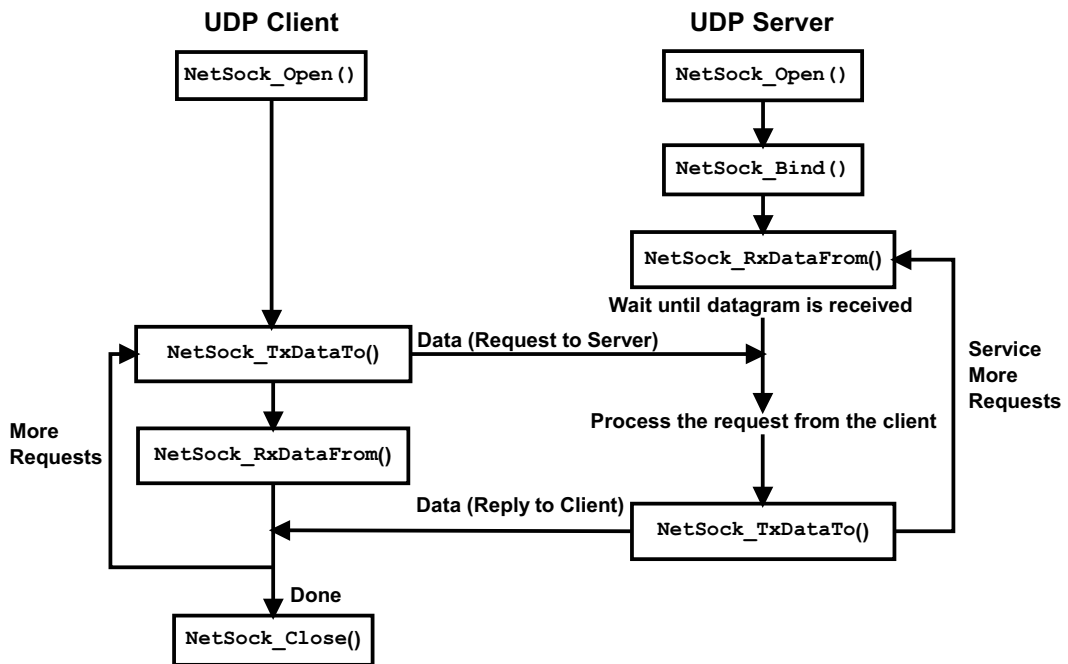 UDP Client
UDP Server
NetSock_Open()
NetSock_Open()
NetSock_Bind()
NetSock_RxDataFrom()
Wait until datagram is received
NetSock_TxDataTo()
Data (Request to Server)
Service
More
Requests
Process the request from the client
More
Requests
NetSock_RxDataFrom()
Data (Reply to Client)
NetSock_TxDataTo()
Done
NetSock_Close()